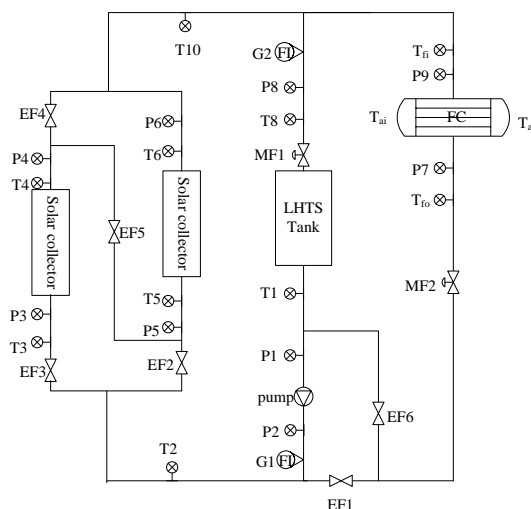 T10
G2
FI
T_fi
P8
P9
EF4
P6
T8
T_ai
FC
T_a
P4
T6
MF1
P7
T4
T_fo
Solar collector
Solar collector
LHTS
Tank
EF5
T5
T1
MF2
P3
P5
T3
P1
EF3
EF2
pump
EF6
P2
T2
G1
FI
EF1